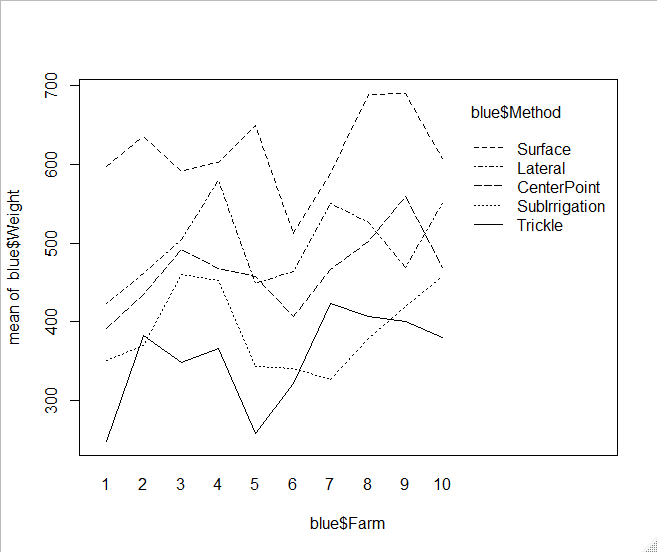 700
600
500
400
300
mean of  blue$Weight
blue$Method
Surface
Lateral
CenterPoint
SubIrrigation
Trickle
1 2 3 4 5 6 7 8 9 10
blue$Farm